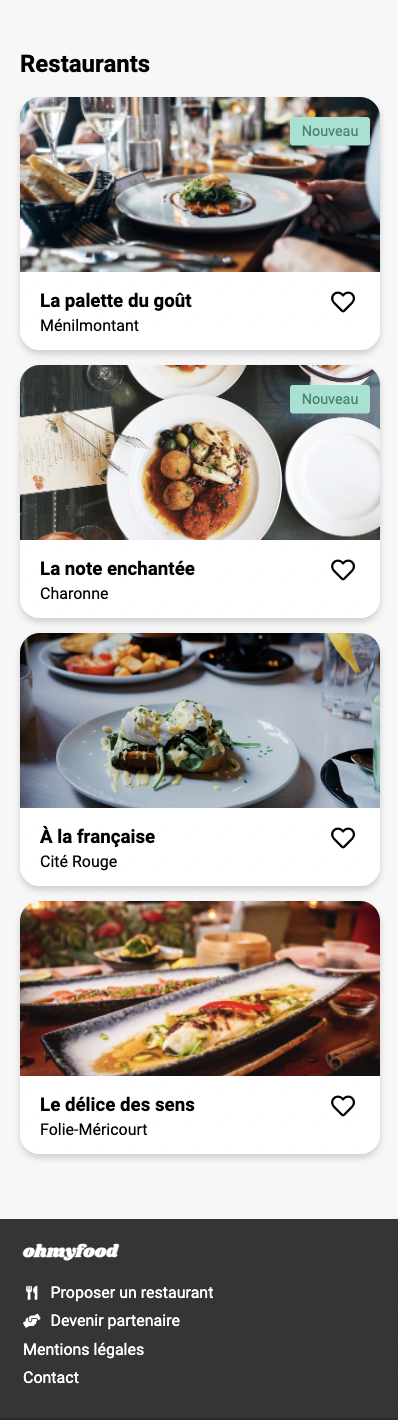 Restaurants
Nouveau
La palette du goût
Ménilmontant
Nouveau
La note enchantée
Charonne
À la française
Cité Rouge
Le délice des sens
Folie-Méricourt
ohmyfood
Proposer un restaurant
Devenir partenaire
Mentions légales
Contact